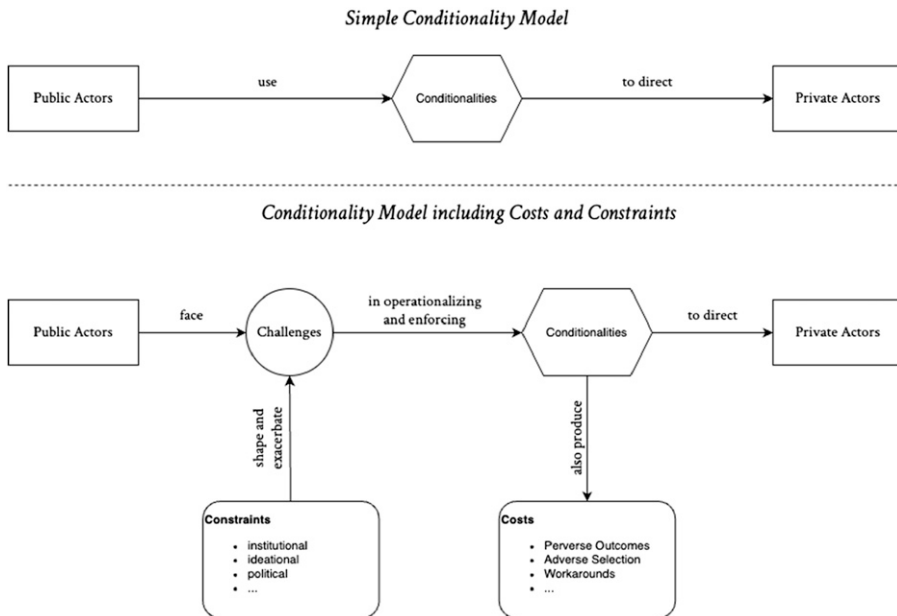 Simple Conditionality Model
Public Actors
use
Conditionalities
to direct
Private Actors
Conditionality Model including Costs and Constraints
Public Actors
face
Challenges
in operationalizing
and enforcing
Conditionalities
to direct
Private Actors
shape and
exacerbate
also produce
Constraints
• institutional
• ideational
• political
• ...
Costs
• Perverse Outcomes
• Adverse Selection
• Workarounds
• ...